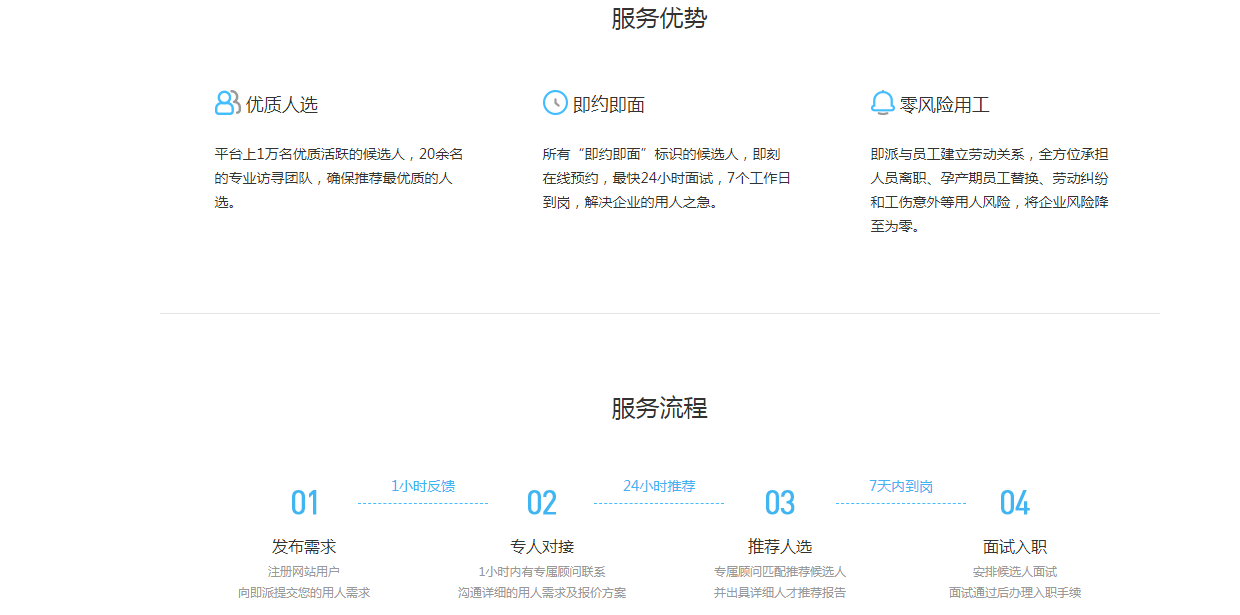 服务优势
优质人选
平台上1万名优质活跃的候选人，20余名
的专业访寻团队，确保推荐最优质的人
选。
即约即面
所有“即约即面”标识的候选人，即刻
在线预约，最快24小时面试，7个工作日
到岗，解决企业的用人之急。
零风险用工
即派与员工建立劳动关系，全方位承担
人员离职、孕产期员工替换、劳动纠纷
和工伤意外等用人风险，将企业风险降
至为零。
服务流程
01
1小时反馈
02
24小时推荐
03
7天内到岗
04
发布需求
注册网站用户
向即派提交您的用人需求
专人对接
1小时内有专属顾问联系
沟通详细的用人需求及报价方案
推荐人选
专属顾问匹配推荐候选人
并出具详细人才推荐报告
面试入职
安排候选人面试
面试通过后办理入职手续